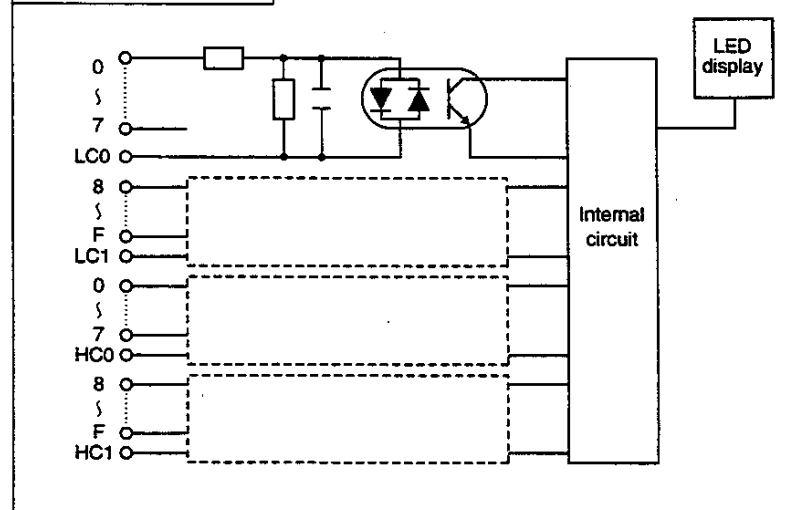 LED
display
0
~
7
LC0
8
~
F
LC1
0
~
7
HC0
8
~
F
HC1
Internal
circuit